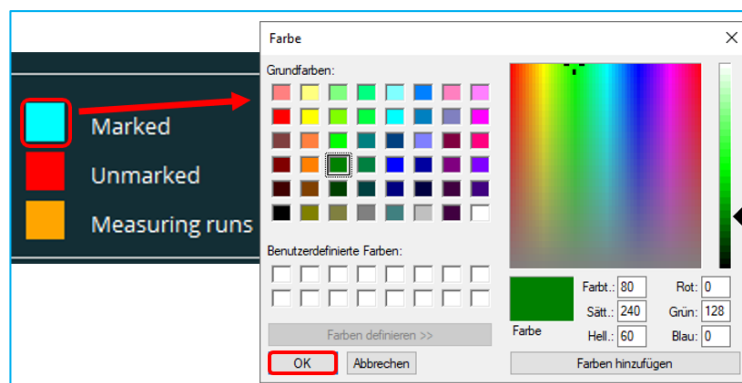 Marked
Unmarked
Measuring runs
Farbe
Grundfarben:
Benutzerdefinierte Farben:
Farben definieren >>
OK
Abbrechen
Farbe
Farbt.: 80
Rot: 0
Sätt.: 240
Grün: 128
Hell.: 60
Blau: 0
Farben hinzufügen